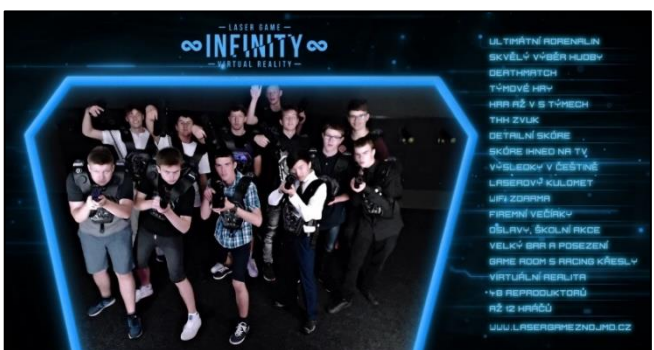 LASER GAME
INFINITY
VIRTUAL REALITY
ULTIMÁTNÍ ADRENALIN
SKVĚLÝ VÝBĚR HUDBY
DEATHMATCH
TÝMOVÉ HRY
HRA AŽ V 5 TÝMECH
THX ZVUK
DETAILNÍ SKÓRE
SKÓRE IHNED NA TV
VÝSLEDKY V ČEŠTINĚ
LASEROVÝ KULOMET
WIFI ZDARMA
FIREMNÍ VEČÍRKY
OSLAVY, ŠKOLNÍ AKCE
VELKÝ BAR A POSEZENÍ
GAME ROOM S RACING KŘESLY
VIRTUÁLNÍ REALITA
48 REPRODUKTORŮ
AŽ 12 HRÁČŮ
WWW.LASERGAMEZNOJMO.CZ